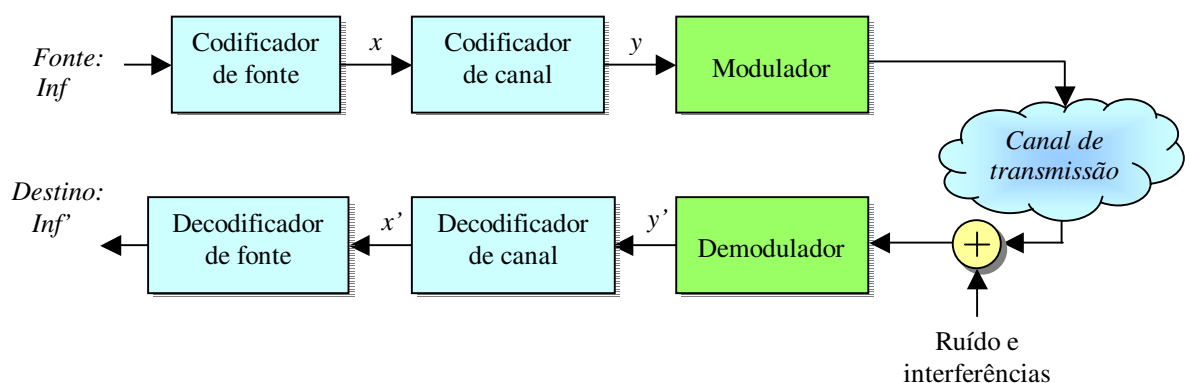 Fonte:
Inf
Codificador
de fonte
x
Codificador
de canal
y
Modulador
Canal de
transmissão
Destino:
Inf’
Decodificador
de fonte
x’
Decodificador
de canal
y’
Demodulador
+
Ruído e
interferências